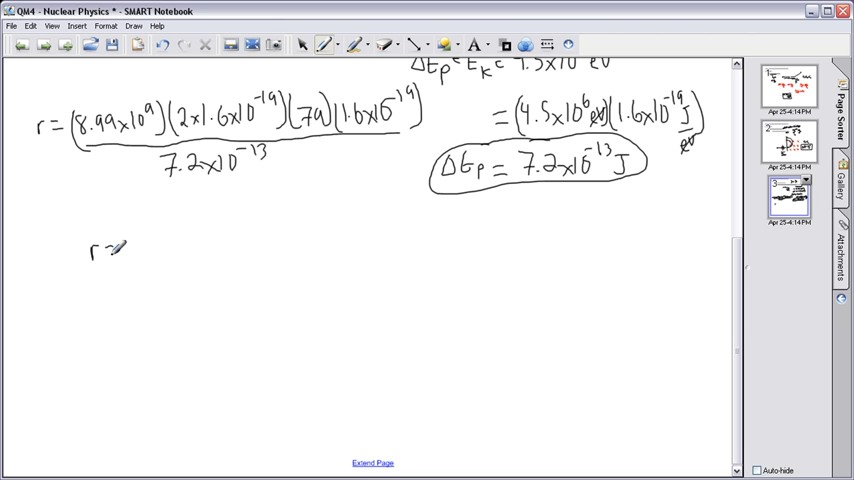 QM4 - Nuclear Physics * - SMART Notebook
File Edit View Insert Format Draw Help
ΔEp = Ek = 4.5x10 eV
r = (8.99x10^9)(2x1.6x10^-19)(79)(1.6x10^-19)
7.2x10^-13
= (4.5x10^6 eV)(1.6x10^-19 J
eV)
ΔEp = 7.2x10^-13 J
r =
Extend Page
1
Apr 25-4:14 PM
2
Apr 25-4:14 PM
3
Apr 25-4:14 PM
Page Sorter
Gallery
Attachments
Auto-hide